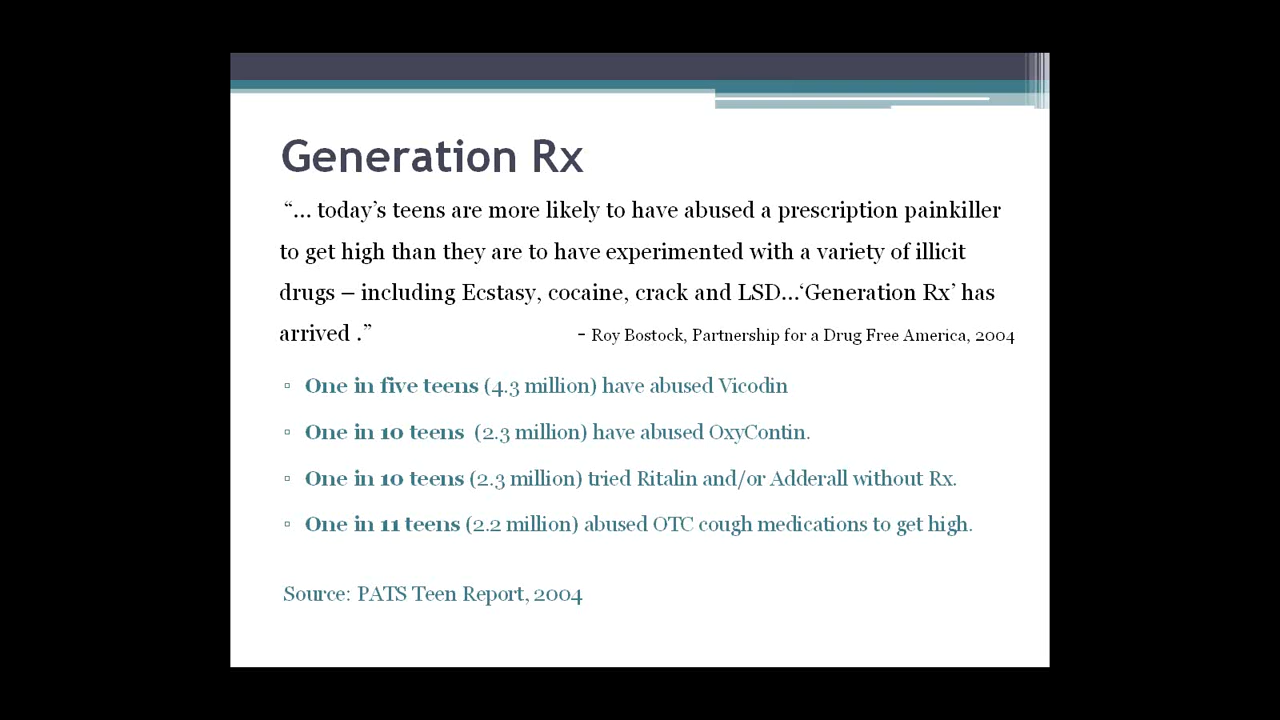 Generation Rx
“... today’s teens are more likely to have abused a prescription painkiller
to get high than they are to have experimented with a variety of illicit
drugs – including Ecstasy, cocaine, crack and LSD...‘Generation Rx’ has
arrived .” - Roy Bostock, Partnership for a Drug Free America, 2004
▫ One in five teens (4.3 million) have abused Vicodin
▫ One in 10 teens (2.3 million) have abused OxyContin.
▫ One in 10 teens (2.3 million) tried Ritalin and/or Adderall without Rx.
▫ One in 11 teens (2.2 million) abused OTC cough medications to get high.
Source: PATS Teen Report, 2004